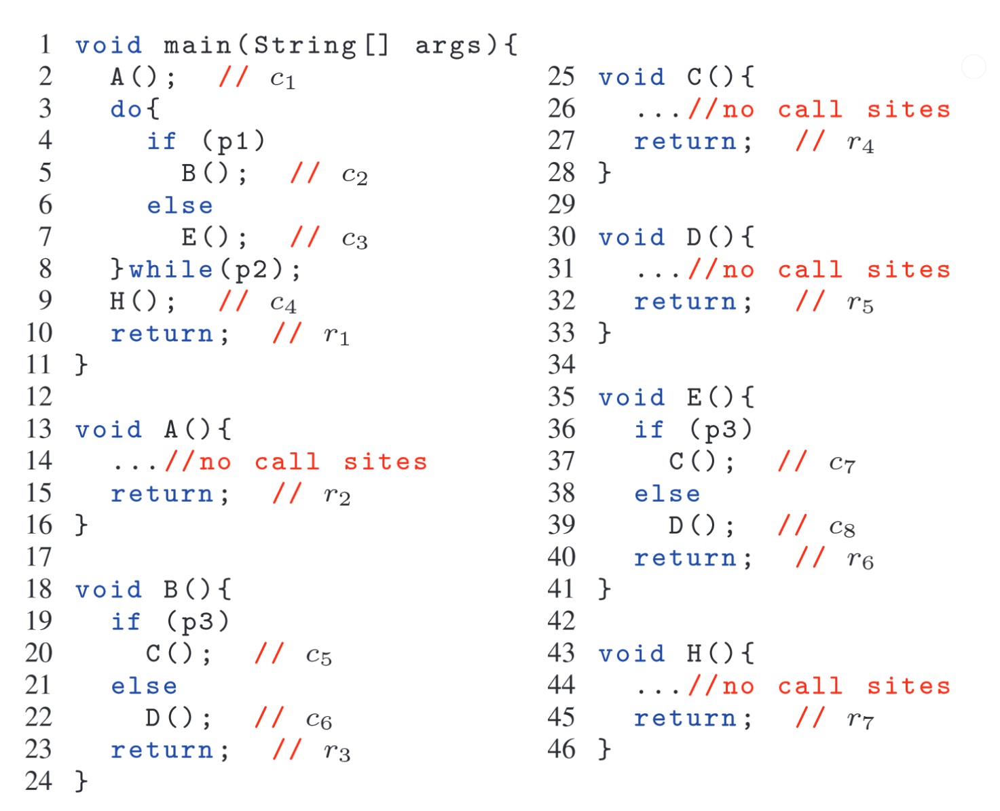 1 void main(String[] args){
2 A(); // c1
3 do{
4 if (p1)
5 B(); // c2
6 else
7 E(); // c3
8 }while(p2);
9 H(); // c4
10 return; // r1
11 }
12
13 void A(){
14 ...//no call sites
15 return; // r2
16 }
17
18 void B(){
19 if (p3)
20 C(); // c5
21 else
22 D(); // c6
23 return; // r3
24 }
25 void C(){
26 ...//no call sites
27 return; // r4
28 }
29
30 void D(){
31 ...//no call sites
32 return; // r5
33 }
34
35 void E(){
36 if (p3)
37 C(); // c7
38 else
39 D(); // c8
40 return; // r6
41 }
42
43 void H(){
44 ...//no call sites
45 return; // r7
46 }